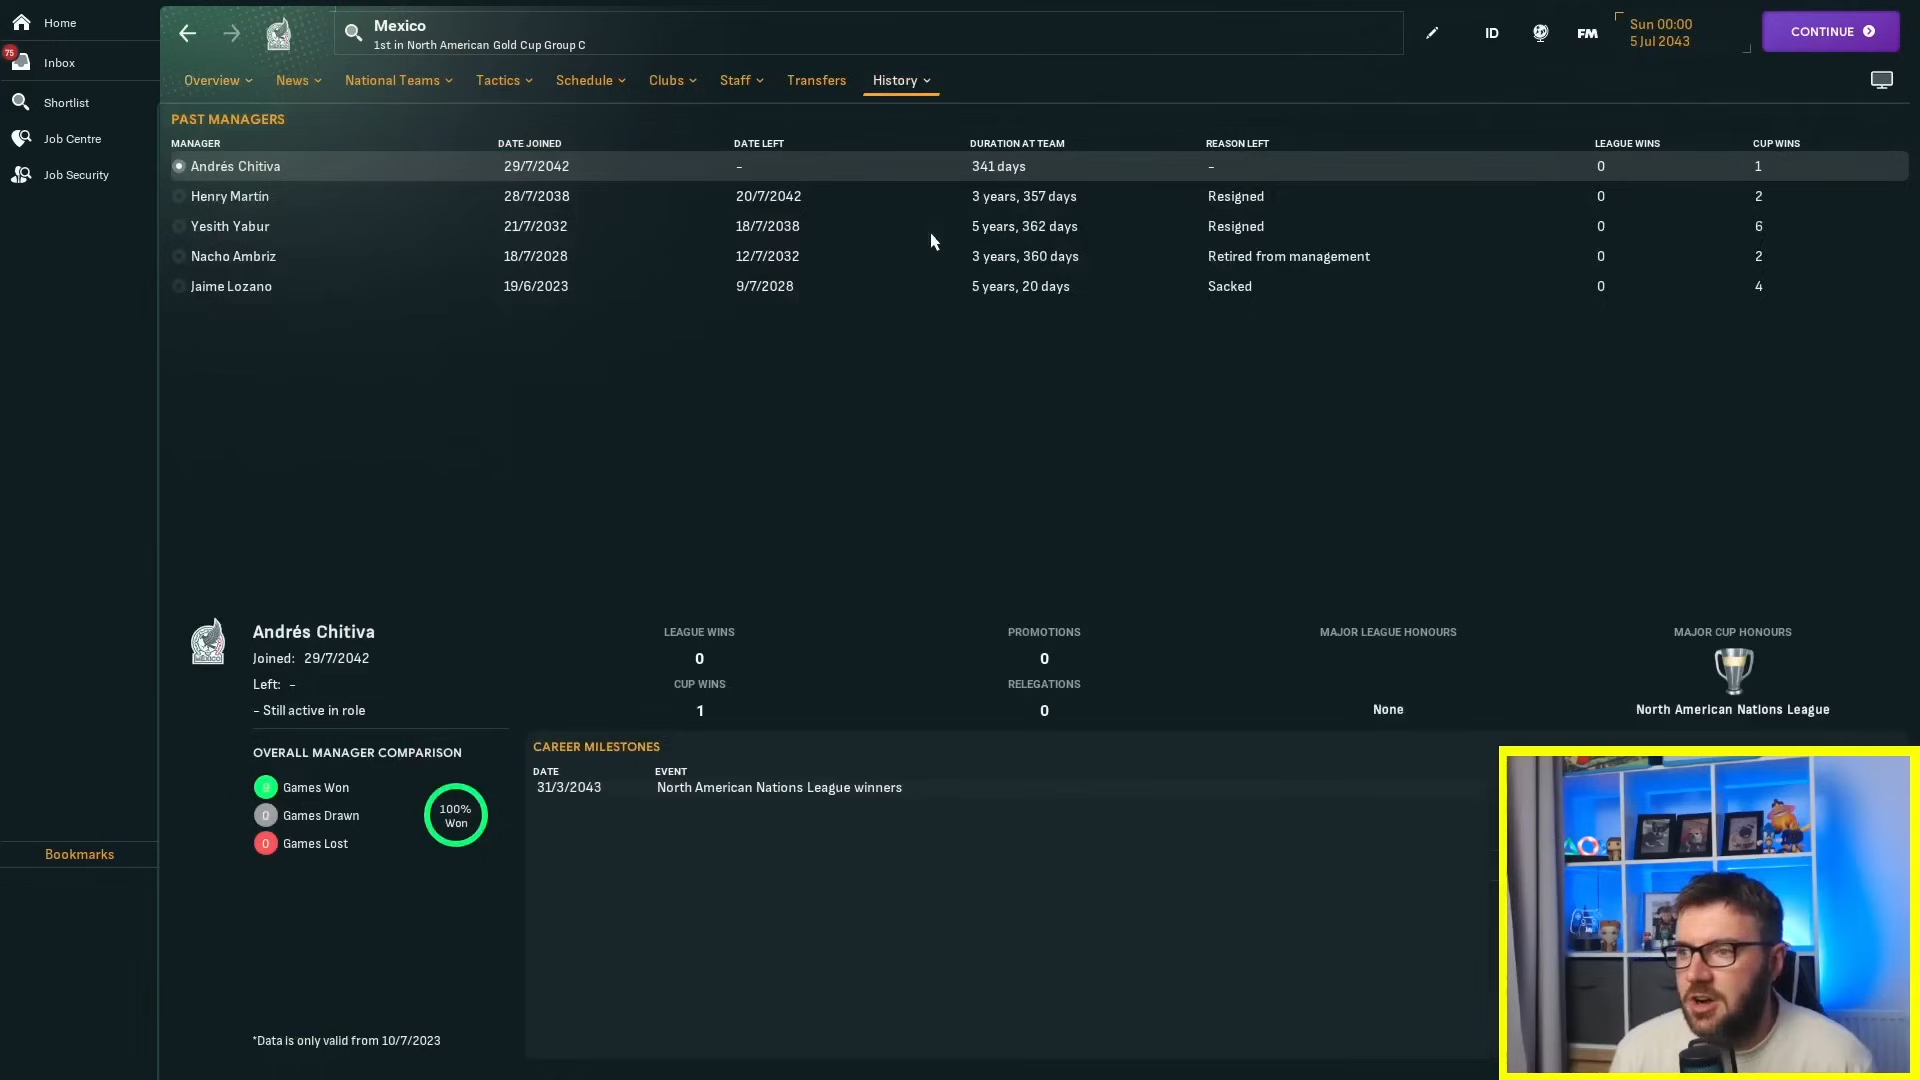 Home
75
Inbox
Shortlist
Job Centre
Job Security
Bookmarks
Mexico
1st in North American Gold Cup Group C
ID
FM
Sun 00:00
5 Jul 2043
CONTINUE
Overview
News
National Teams
Tactics
Schedule
Clubs
Staff
Transfers
History
PAST MANAGERS
MANAGER DATE JOINED DATE LEFT DURATION AT TEAM REASON LEFT LEAGUE WINS CUP WINS
Andrés Chitiva 29/7/2042 - 341 days - 0 1
Henry Martín 28/7/2038 20/7/2042 3 years, 357 days Resigned 0 2
Yesith Yabur 21/7/2032 18/7/2038 5 years, 362 days Resigned 0 6
Nacho Ambriz 18/7/2028 12/7/2032 3 years, 360 days Retired from management 0 2
Jaime Lozano 19/6/2023 9/7/2028 5 years, 20 days Sacked 0 4
MEXICO
Andrés Chitiva
Joined: 29/7/2042
Left: -
- Still active in role
LEAGUE WINS
0
CUP WINS
1
PROMOTIONS
0
RELEGATIONS
0
MAJOR LEAGUE HONOURS
None
MAJOR CUP HONOURS
North American Nations League
OVERALL MANAGER COMPARISON
Games Won
0 Games Drawn
0 Games Lost
100%
Won
*Data is only valid from 10/7/2023
CAREER MILESTONES
DATE EVENT
31/3/2043 North American Nations League winners